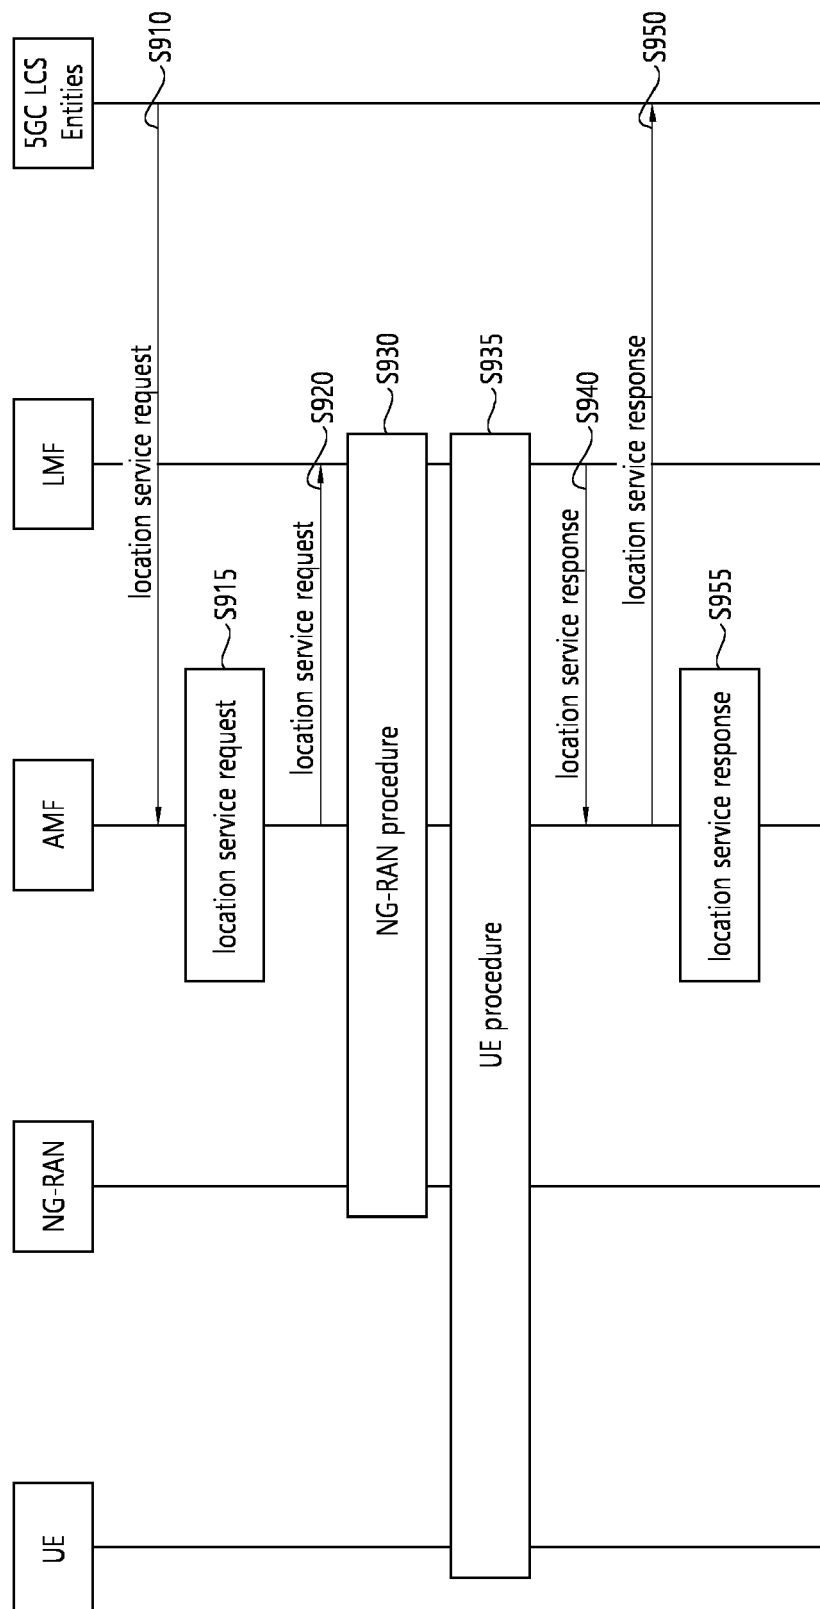 UE
NG-RAN
AMF
LMF
5GC LCS
Entities
location service request
S910
location service request
S915
location service request
S920
NG-RAN procedure
S930
UE procedure
S935
location service response
S940
location service response
S950
location service response
S955